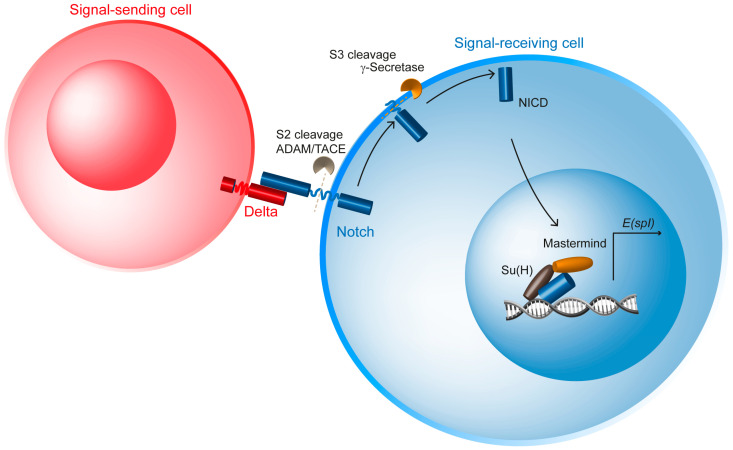 Signal-sending cell
S3 cleavage
γ-Secretase
Signal-receiving cell
NICD
S2 cleavage
ADAM/TACE
Delta
Notch
E(spl)
Mastermind
Su(H)